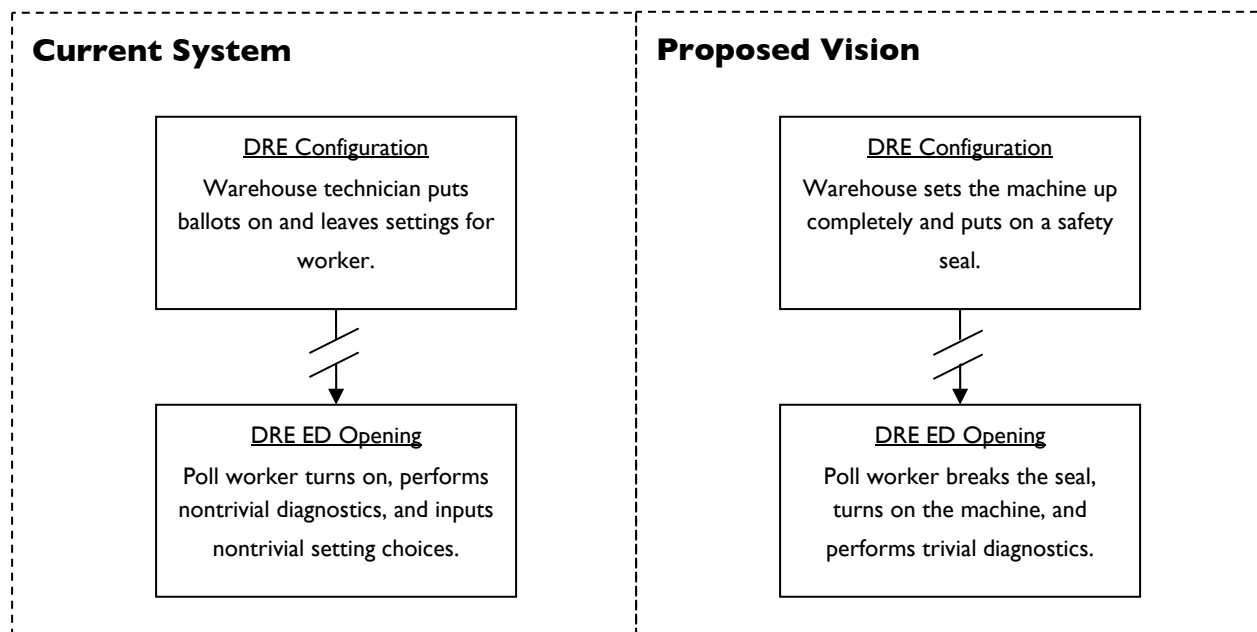 Current System
DRE Configuration
Warehouse technician puts
ballots on and leaves settings for
worker.
DRE ED Opening
Poll worker turns on, performs
nontrivial diagnostics, and inputs
nontrivial setting choices.
Proposed Vision
DRE Configuration
Warehouse sets the machine up
completely and puts on a safety
seal.
DRE ED Opening
Poll worker breaks the seal,
turns on the machine, and
performs trivial diagnostics.